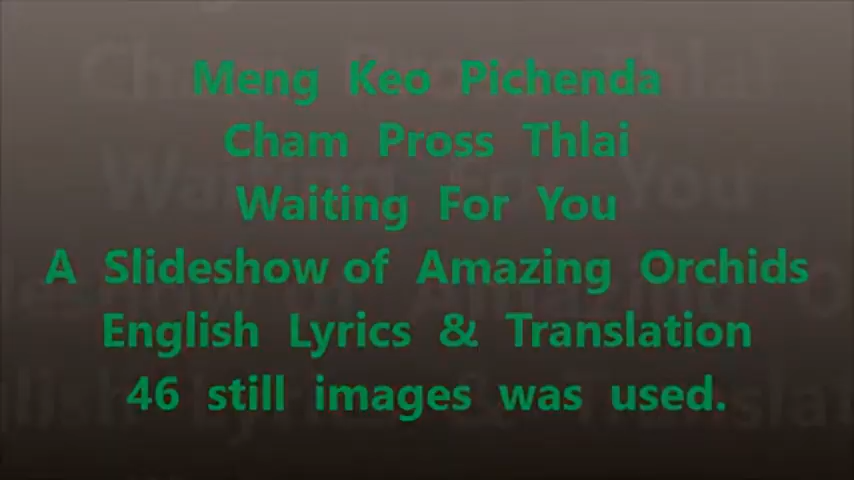 Meng Keo Pichenda
Cham Pross Thlai
Waiting For You
A Slideshow of Amazing Orchids
English Lyrics & Translation
46 still images was used.